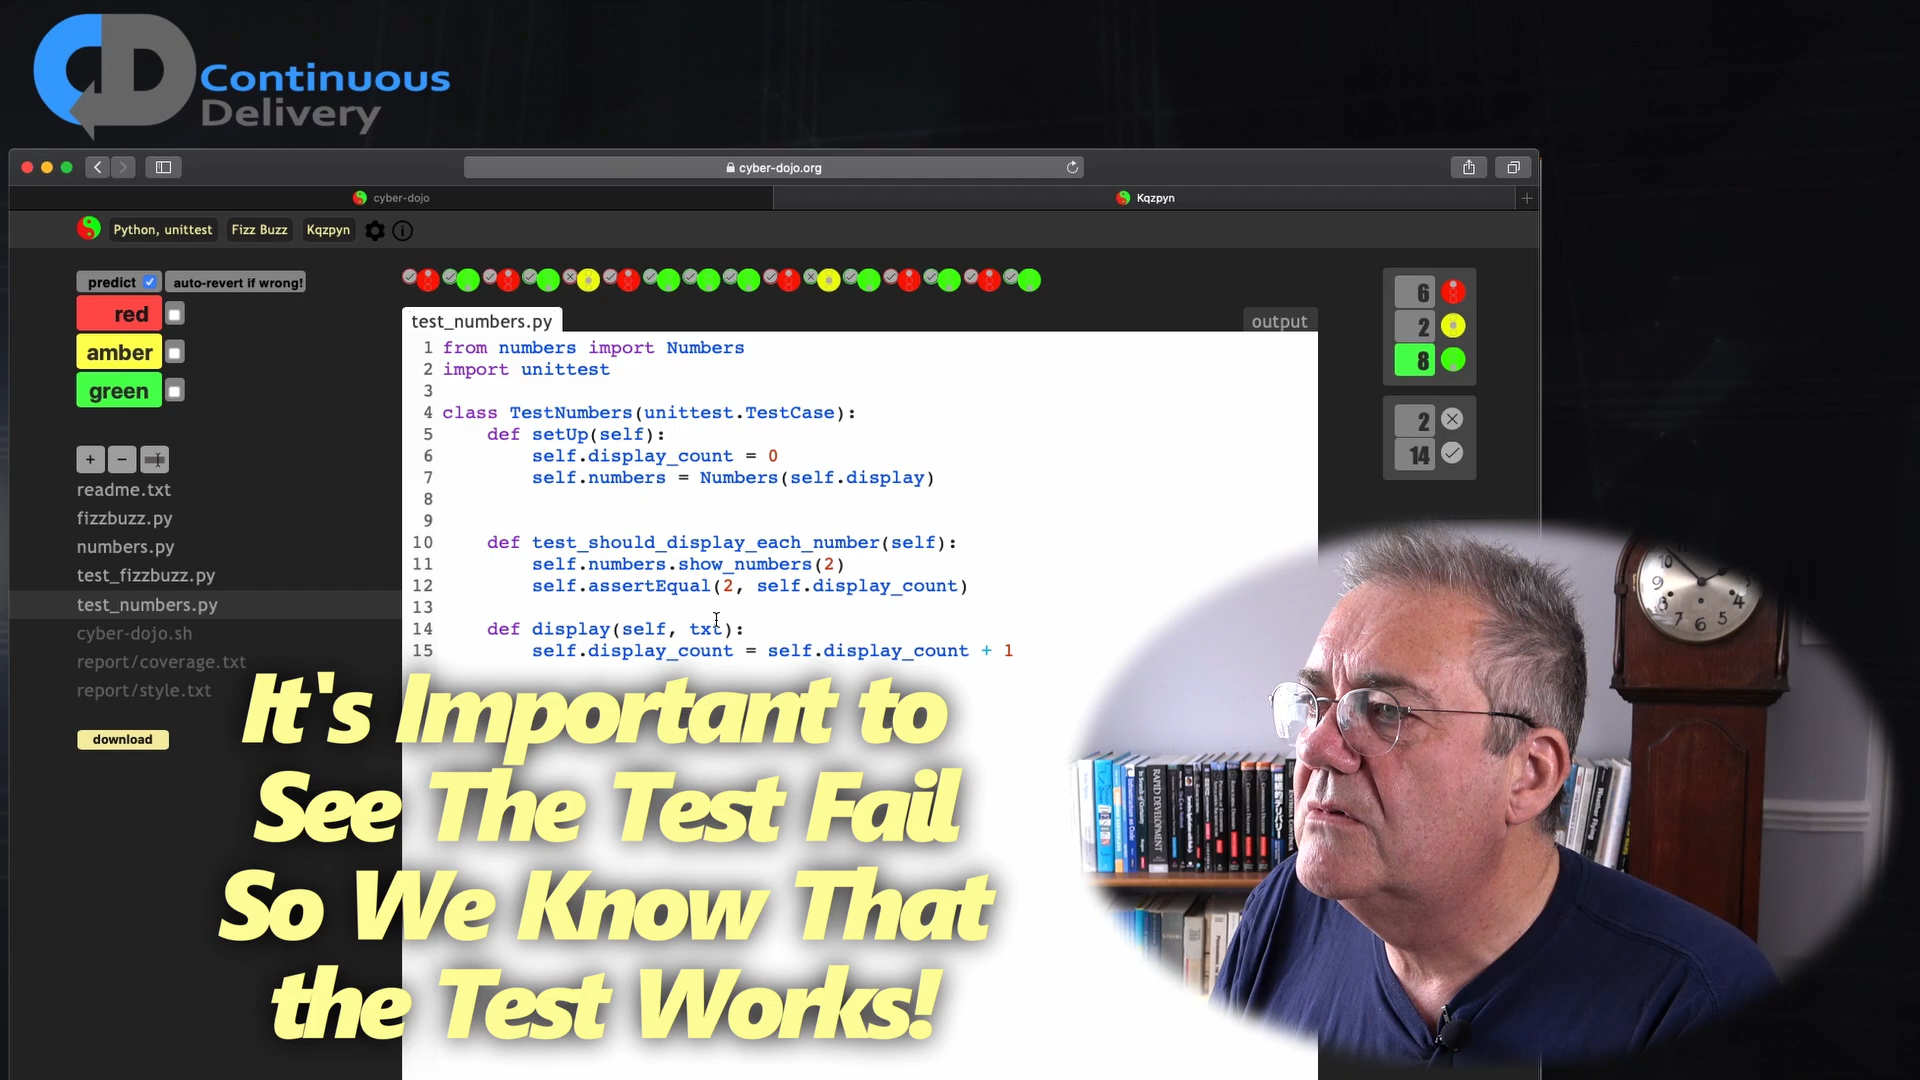 Continuous
Delivery
cyber-dojo.org
cyber-dojo
Kqzpyn
Python, unittest
Fizz Buzz
Kqzpyn
predict
auto-revert if wrong!
red
amber
green
6
2
8
2
14
+
-
readme.txt
fizzbuzz.py
numbers.py
test_fizzbuzz.py
test_numbers.py
cyber-dojo.sh
report/coverage.txt
report/style.txt
download
test_numbers.py
output
1 from numbers import Numbers
2 import unittest
3
4 class TestNumbers(unittest.TestCase):
5 def setUp(self):
6 self.display_count = 0
7 self.numbers = Numbers(self.display)
8
9
10 def test_should_display_each_number(self):
11 self.numbers.show_numbers(2)
12 self.assertEqual(2, self.display_count)
13
14 def display(self, txt):
15 self.display_count = self.display_count + 1
It's Important to
See The Test Fail
So We Know That
the Test Works!
RAPID DEVELOPMENT